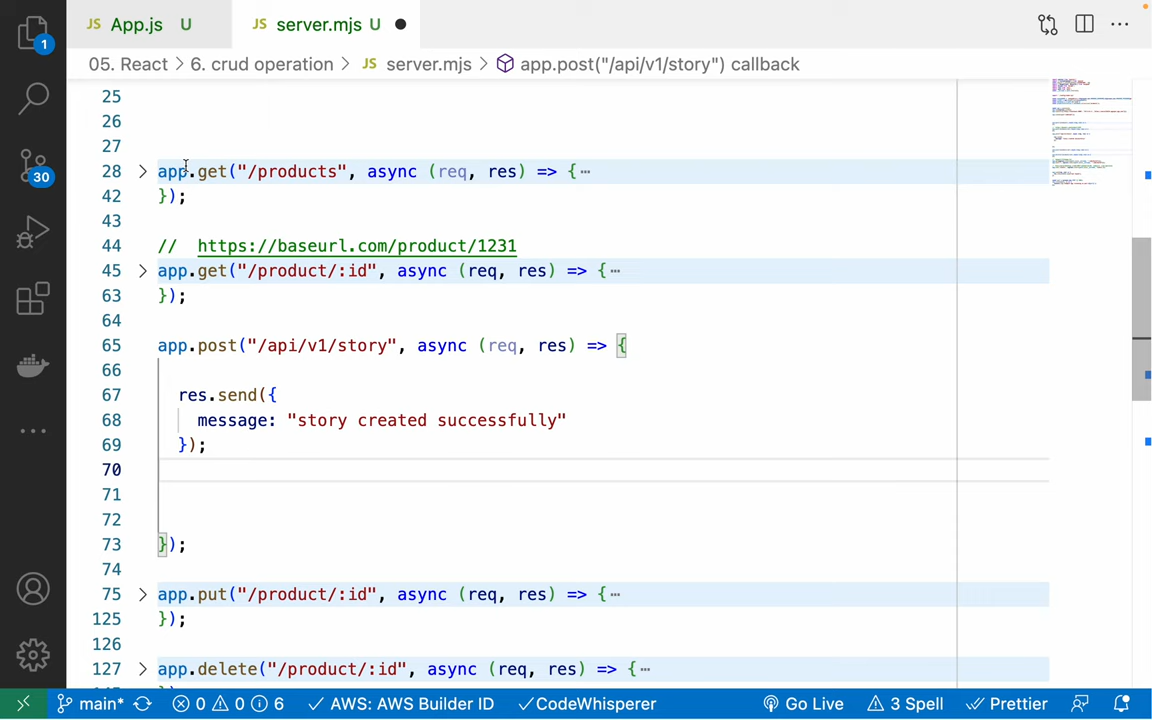 JS App.js U JS server.mjs U
05. React > 6. crud operation > JS server.mjs > app.post("/api/v1/story") callback
1
30
25
26
27
28 > app.get("/products", async (req, res) => {⋯
42 });
43
44 // https://baseurl.com/product/1231
45 > app.get("/product/:id", async (req, res) => {⋯
63 });
64
65 app.post("/api/v1/story", async (req, res) => {
66
67 res.send({
68 message: "story created successfully"
69 });
70
71
72
73 });
74
75 > app.put("/product/:id", async (req, res) => {⋯
125 });
126
127 > app.delete("/product/:id", async (req, res) => {⋯
main* 0 0 6 AWS: AWS Builder ID CodeWhisperer Go Live 3 Spell Prettier